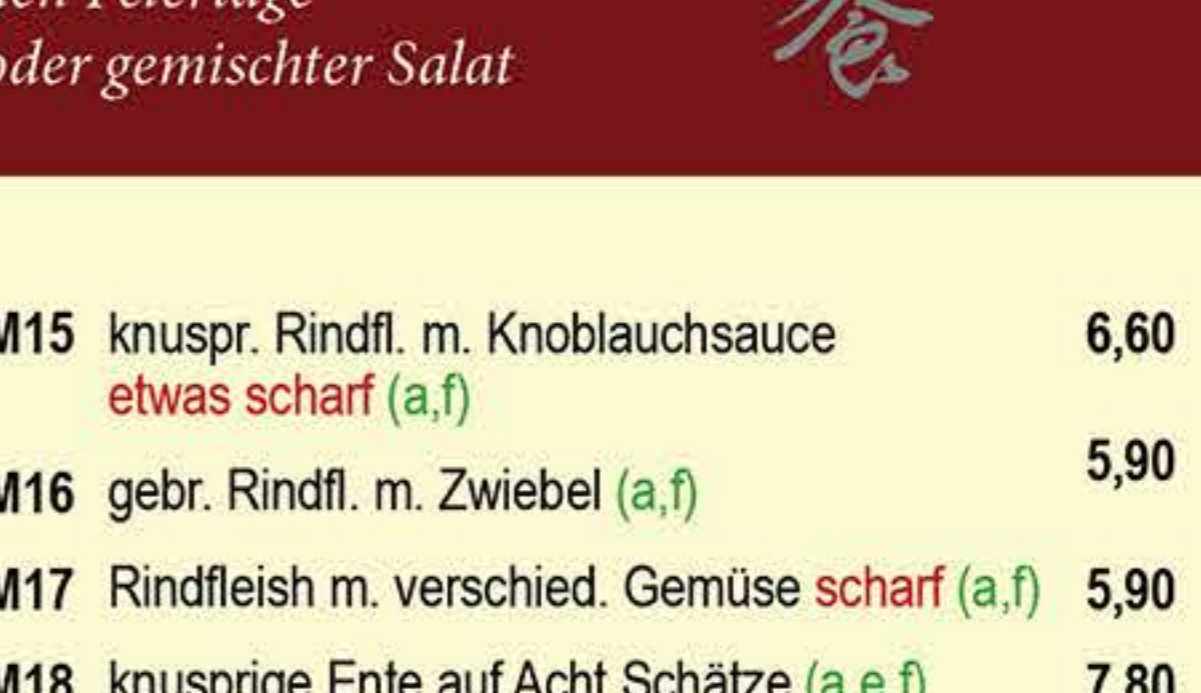 oder gemischter Salat
M15 knuspr. Rindfl. m. Knoblauchsauce 6,60
etwas scharf (a,f)
5,90
M16 gebr. Rindfl. m. Zwiebel (a,f)
M17 Rindfleish m. verschied. Gemüse scharf (a,f) 5,90
M18 knusprige Ente auf Acht Schätze (a,e,f) 7,80